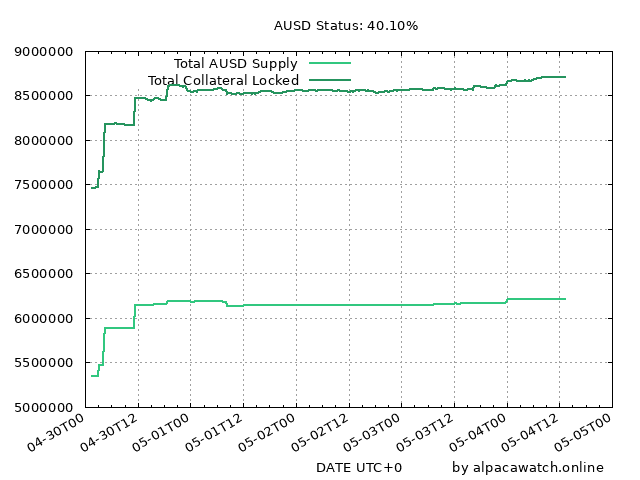 AUSD Status: 40.10%
9000000
Total AUSD Supply
Total Collateral Locked
8500000
8000000
7500000
7000000
6500000
6000000
5500000
5000000
04-30T00
04-30T12
05-01T00
05-01T12
05-02T00
05-02T12
05-03T00
05-03T12
05-04T00
05-04T12
05-05T00
DATE UTC+0
by alpacawatch.online